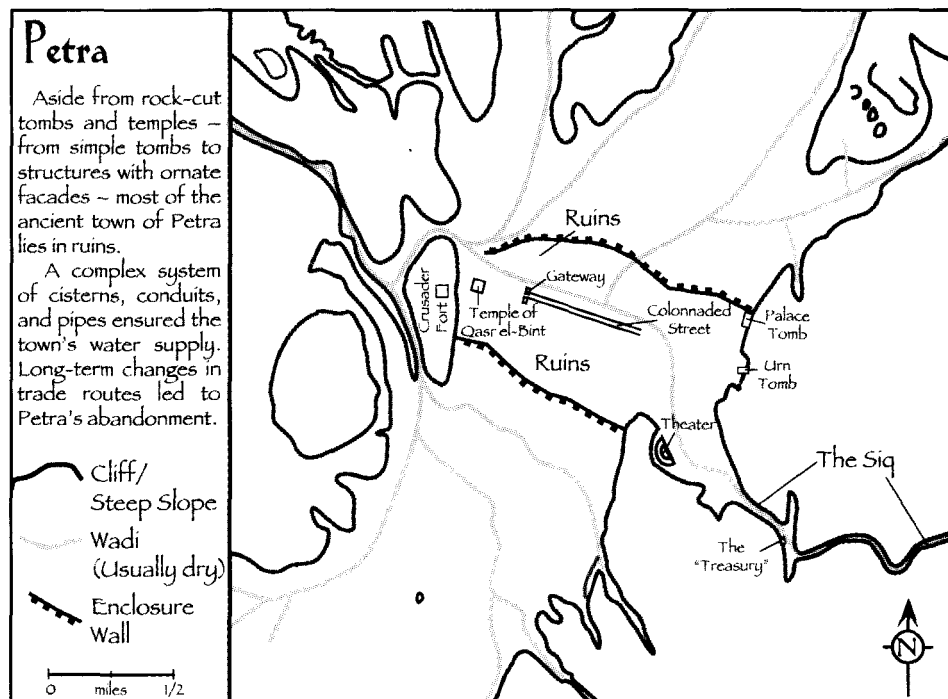 Petra
Aside from rock-cut
tombs and temples –
from simple tombs to
structures with ornate
facades – most of the
ancient town of Petra
lies in ruins.
A complex system
of cisterns, conduits,
and pipes ensured the
town's water supply.
Long-term changes in
trade routes led to
Petra's abandonment.
Cliff/
Steep Slope
Wadi
(Usually dry)
Enclosure
Wall
0 miles 1/2
Ruins
Gateway
Crusader
Fort
Temple of
Qasr el-Bint
Colonnaded
Street
Palace
Tomb
Ruins
Urn
Tomb
Theater
The Siq
The
"Treasury"
N